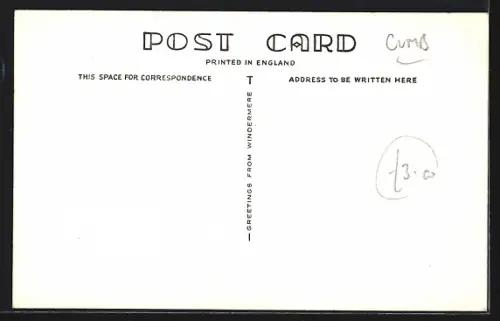 POST CARD
CUMB
PRINTED IN ENGLAND
THIS SPACE FOR CORRESPONDENCE
T
ADDRESS TO BE WRITTEN HERE
GREETINGS FROM WINDERMERE
£3.00